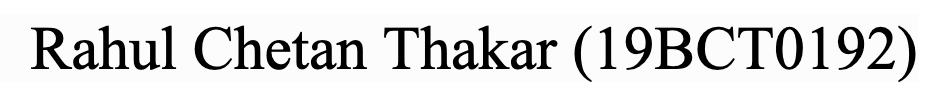 Rahul Chetan Thakar (19BCT0192)